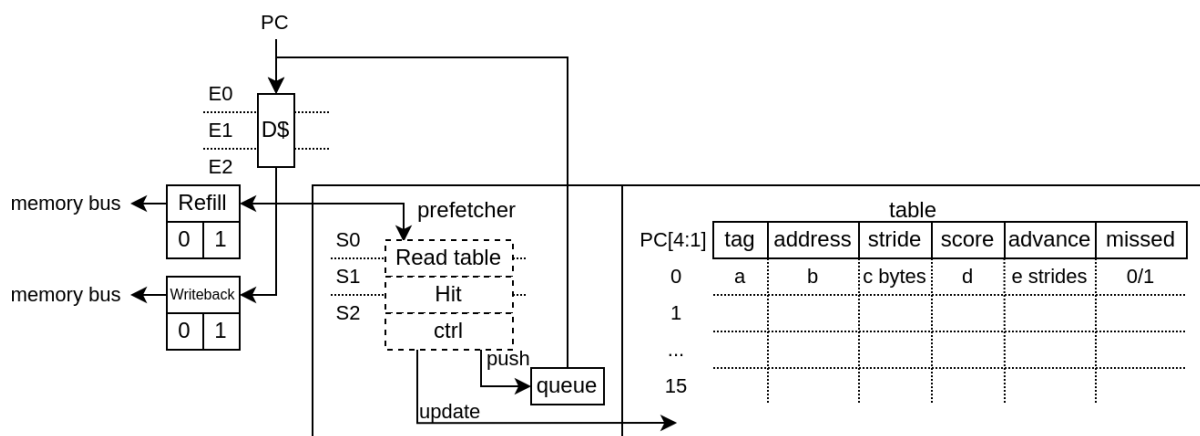 PC
E0
E1 D$
E2
memory bus Refill
0 1
prefetcher
memory bus Writeback
0 1
S0 Read table
S1 Hit
S2 ctrl
push
queue
update
table
PC[4:1] tag address stride score advance missed
0 a b c bytes d e strides 0/1
1
...
15